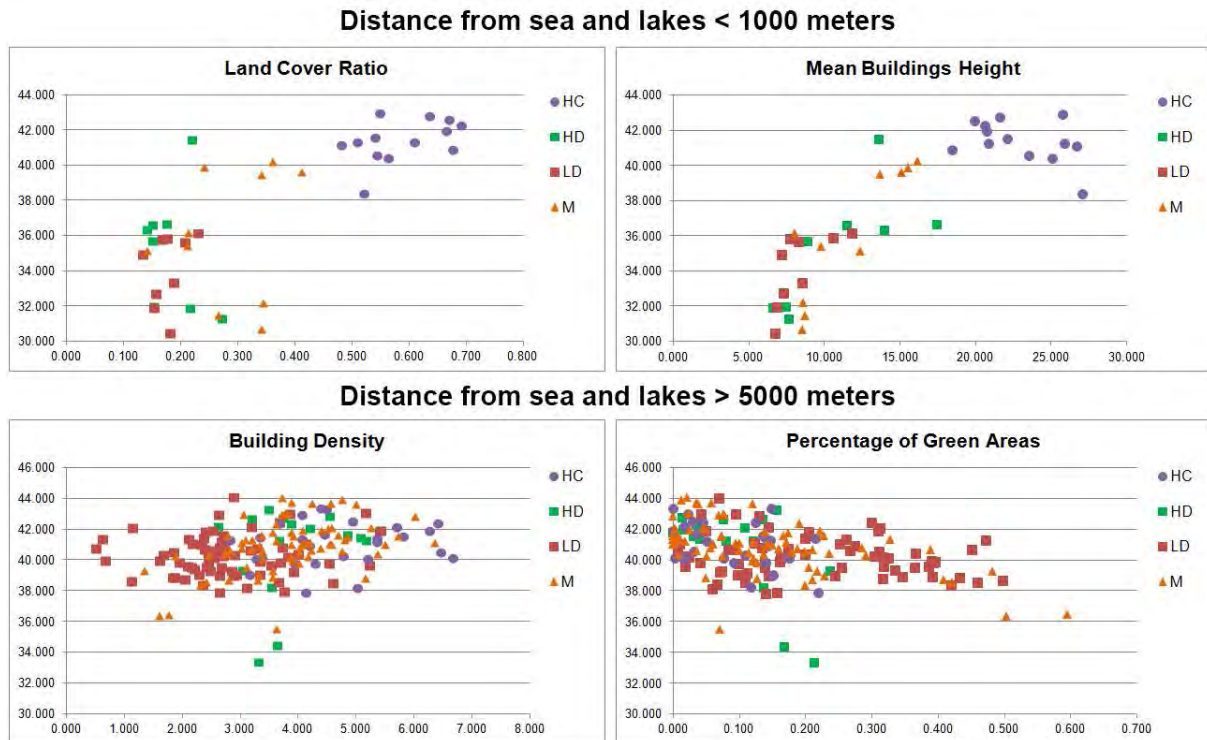 Distance from sea and lakes < 1000 meters
Land Cover Ratio
44.000
42.000
40.000
38.000
36.000
34.000
32.000
30.000
0.000 0.100 0.200 0.300 0.400 0.500 0.600 0.700 0.800
HC
HD
LD
M
Mean Buildings Height
44.000
42.000
40.000
38.000
36.000
34.000
32.000
30.000
0.000 5.000 10.000 15.000 20.000 25.000 30.000
HC
HD
LD
M
Distance from sea and lakes > 5000 meters
Building Density
46.000
44.000
42.000
40.000
38.000
36.000
34.000
32.000
30.000
0.000 1.000 2.000 3.000 4.000 5.000 6.000 7.000 8.000
HC
HD
LD
M
Percentage of Green Areas
46.000
44.000
42.000
40.000
38.000
36.000
34.000
32.000
30.000
0.000 0.100 0.200 0.300 0.400 0.500 0.600 0.700
HC
HD
LD
M